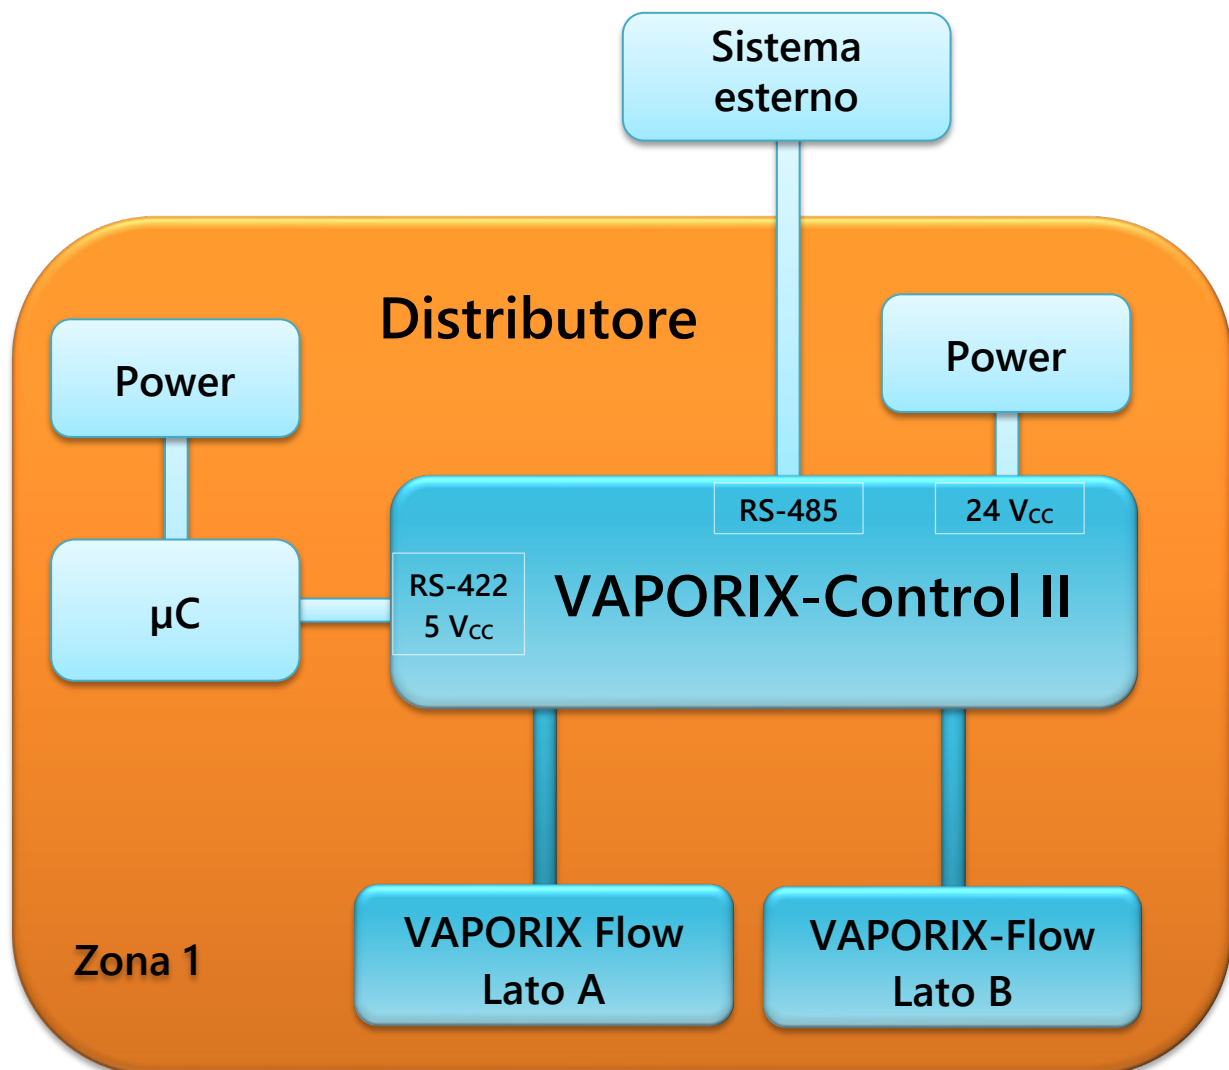 Sistema
esterno
Distributore
Power
Power
RS-485
24 Vcc
RS-422
5 Vcc
VAPORIX-Control II
µC
VAPORIX Flow
Lato A
VAPORIX-Flow
Lato B
Zona 1